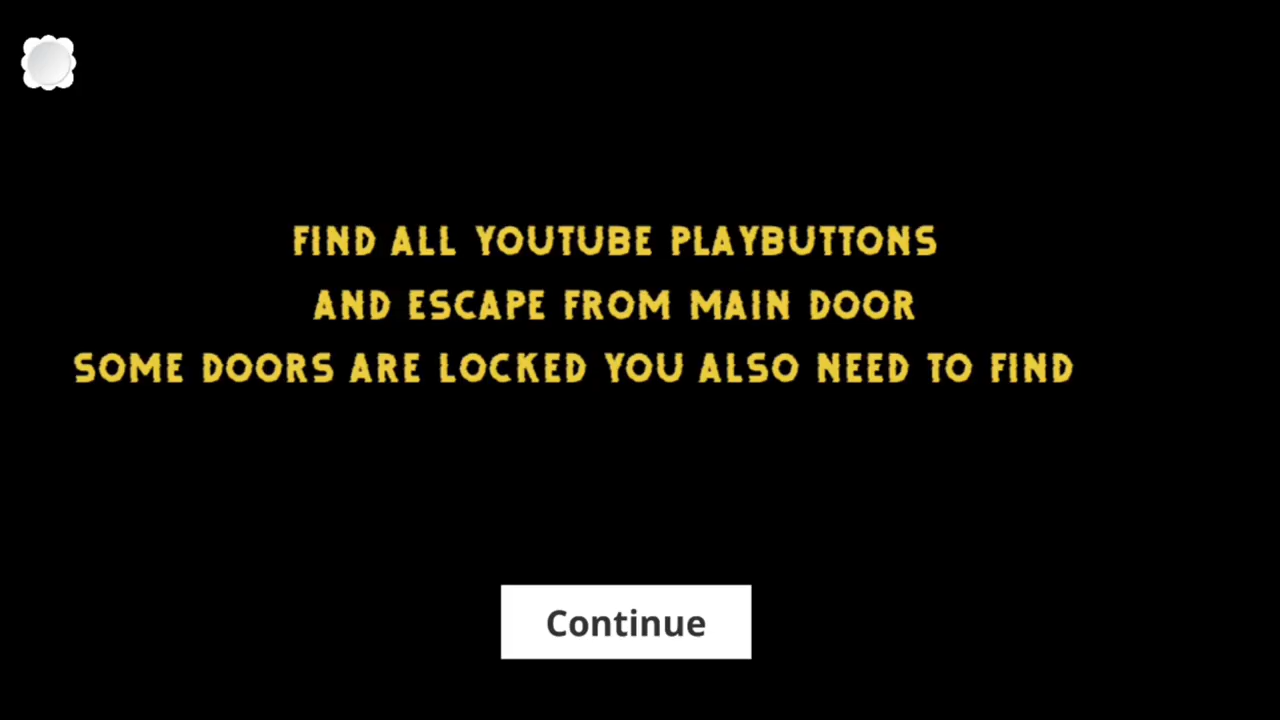 FIND ALL YOUTUBE PLAYBUTTONS
AND ESCAPE FROM MAIN DOOR
SOME DOORS ARE LOCKED YOU ALSO NEED TO FIND
Continue